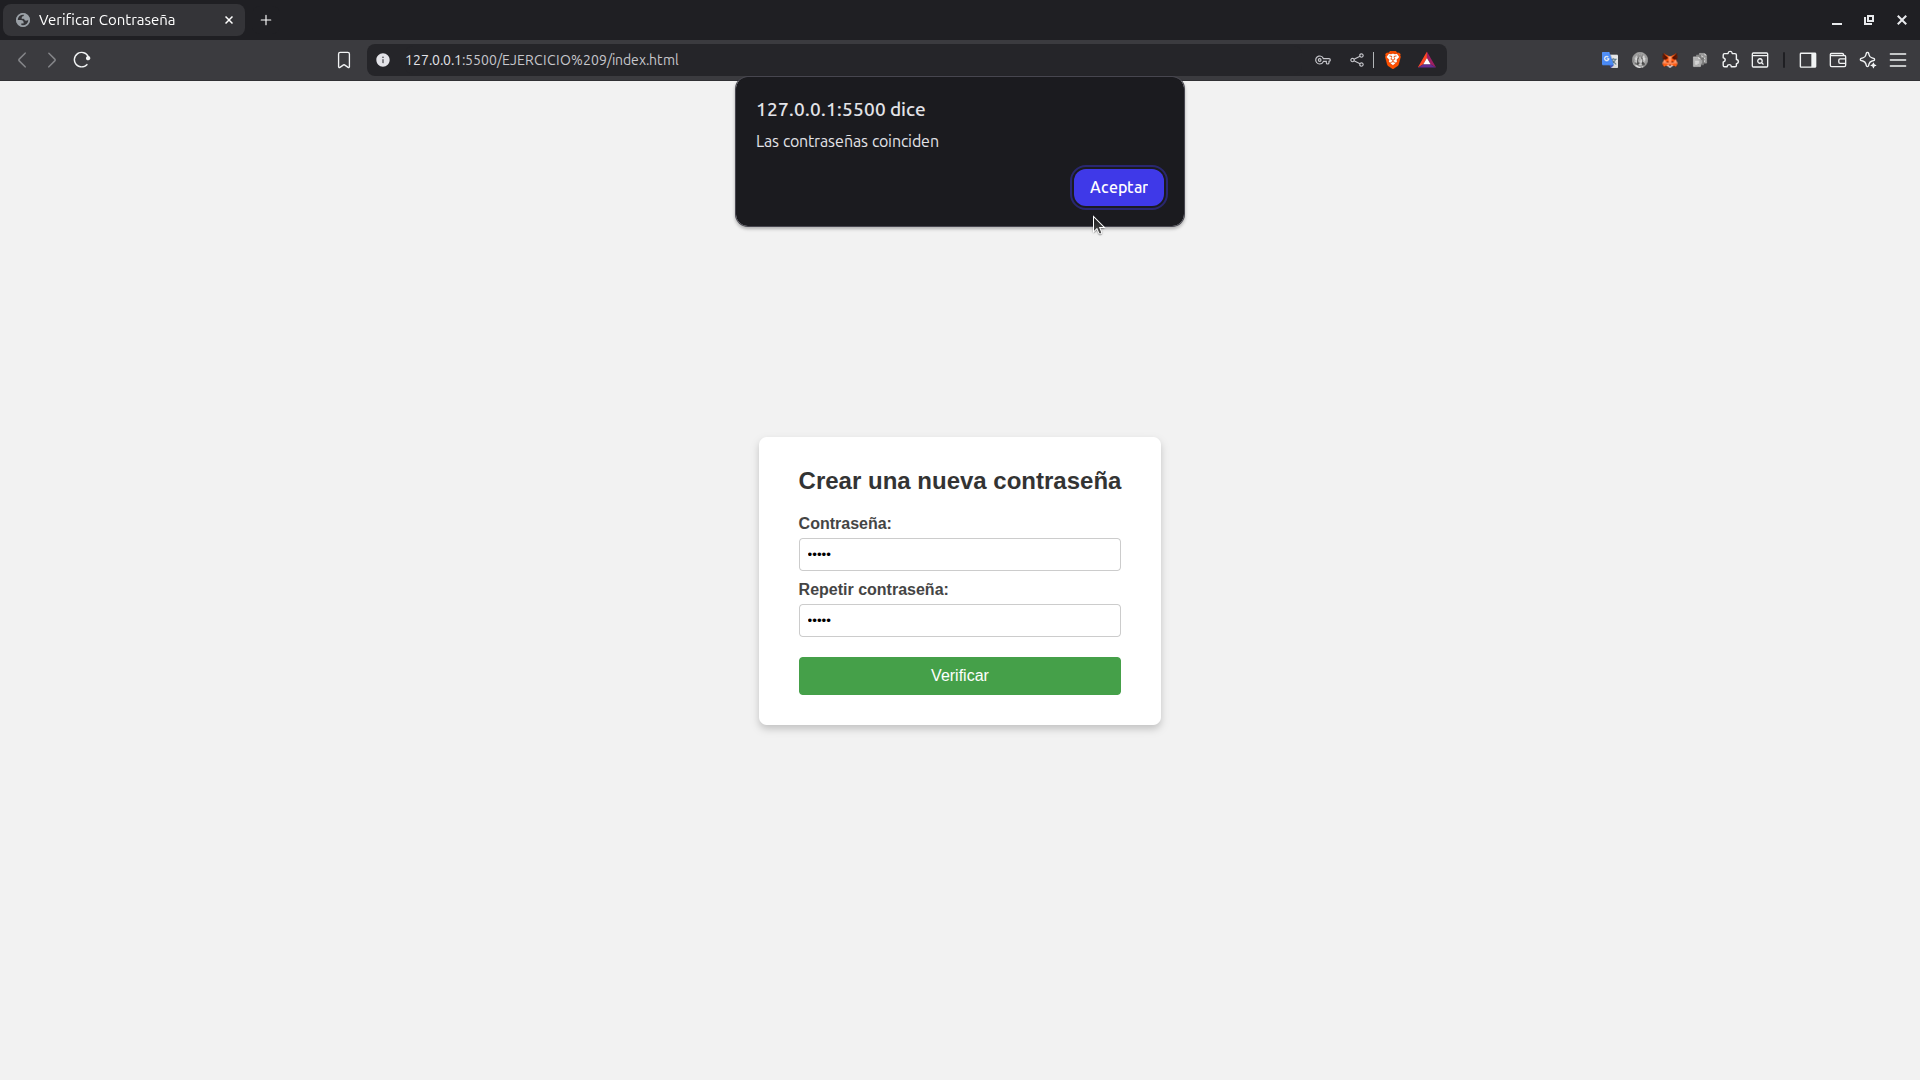 Verificar Contraseña
127.0.0.1:5500/EJERCICIO%209/index.html
127.0.0.1:5500 dice
Las contraseñas coinciden
Aceptar
Crear una nueva contraseña
Contraseña:
•••••
Repetir contraseña:
•••••
Verificar